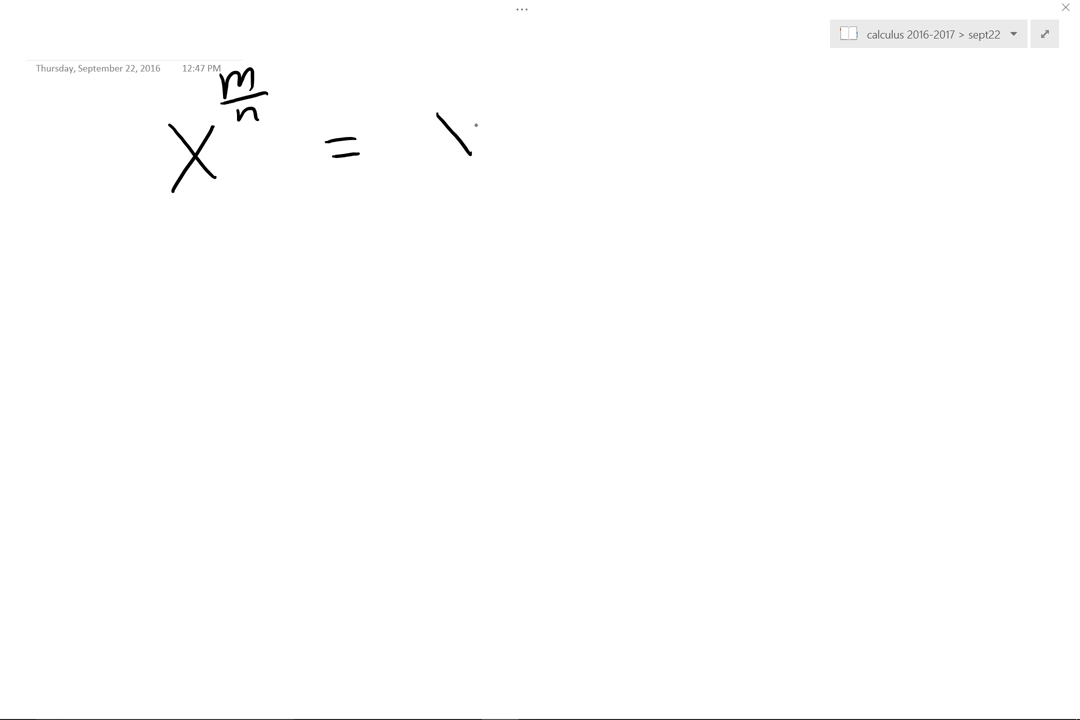 calculus 2016-2017 > sept22
Thursday, September 22, 2016 12:47 PM
x^(m/n) = \